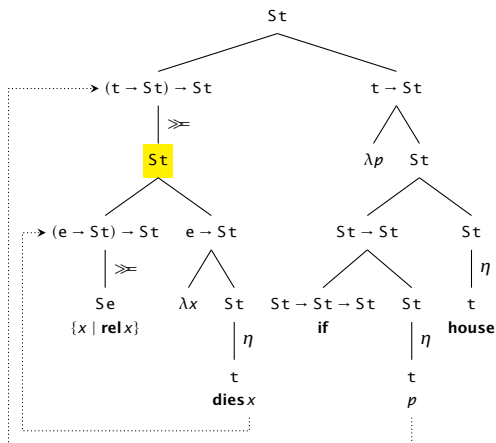 St
(t → St) → St t → St
⋙=
St λp St
(e → St) → St e → St St → St St
⋙= η
Se λx St St → St → St St t
{x | rel x} η if η house
t t
dies x p